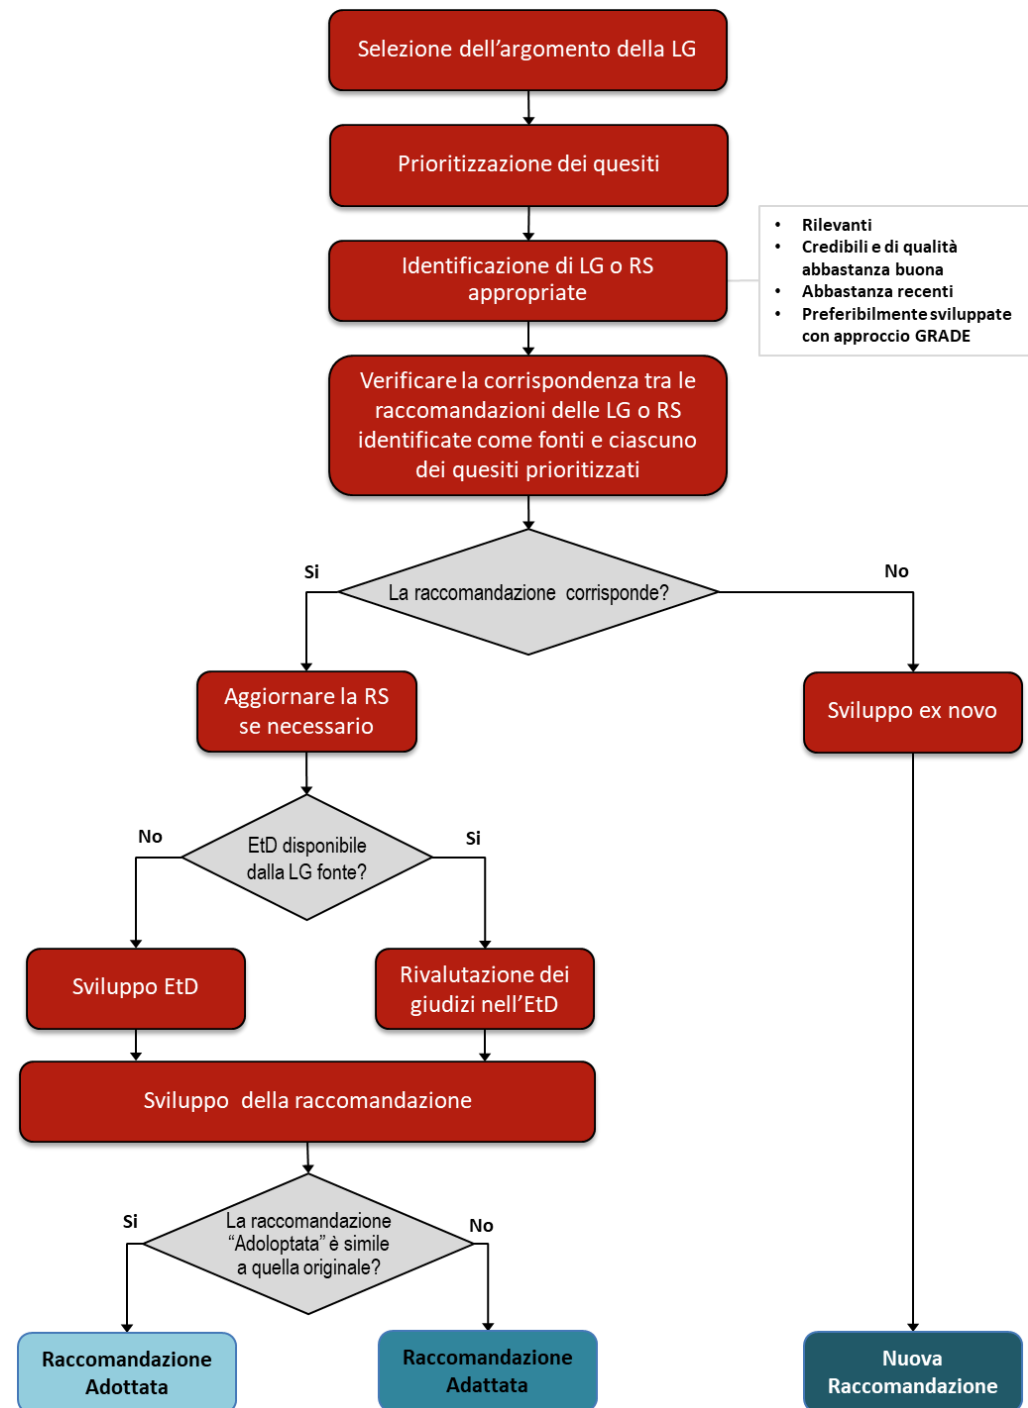 Selezione dell'argomento della LG
Prioritizzazione dei quesiti
Identificazione di LG o RS
appropriate
• Rilevanti
• Credibili e di qualità
abbastanza buona
• Abbastanza recenti
• Preferibilmente sviluppate
con approccio GRADE
Verificare la corrispondenza tra le
raccomandazioni delle LG o RS
identificate come fonti e ciascuno
dei quesiti prioritizzati
La raccomandazione corrisponde?
Si
No
Aggiornare la RS
se necessario
Sviluppo ex novo
EtD disponibile
dalla LG fonte?
No
Si
Sviluppo EtD
Rivalutazione dei
giudizi nell'EtD
Sviluppo della raccomandazione
La raccomandazione
“Adoloptata” è simile
a quella originale?
Si
No
Raccomandazione
Adottata
Raccomandazione
Adattata
Nuova
Raccomandazione